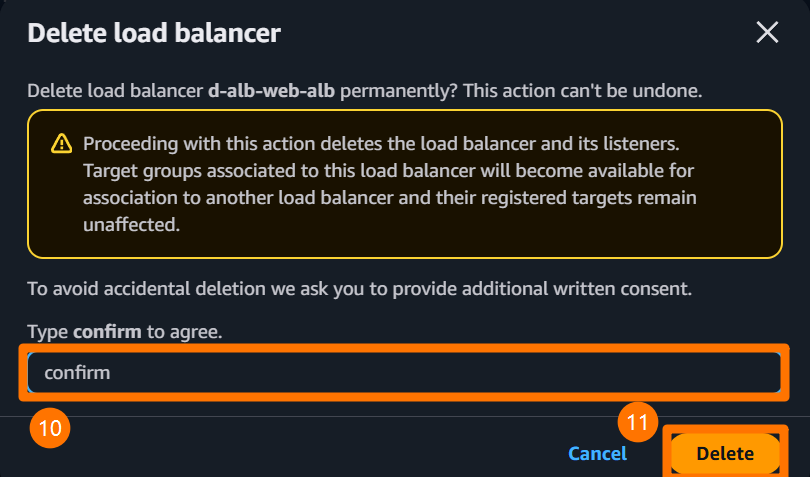 Delete load balancer
Delete load balancer d-alb-web-alb permanently? This action can't be undone.
Proceeding with this action deletes the load balancer and its listeners.
Target groups associated to this load balancer will become available for
association to another load balancer and their registered targets remain
unaffected.
To avoid accidental deletion we ask you to provide additional written consent.
Type confirm to agree.
confirm
10
11
Cancel
Delete